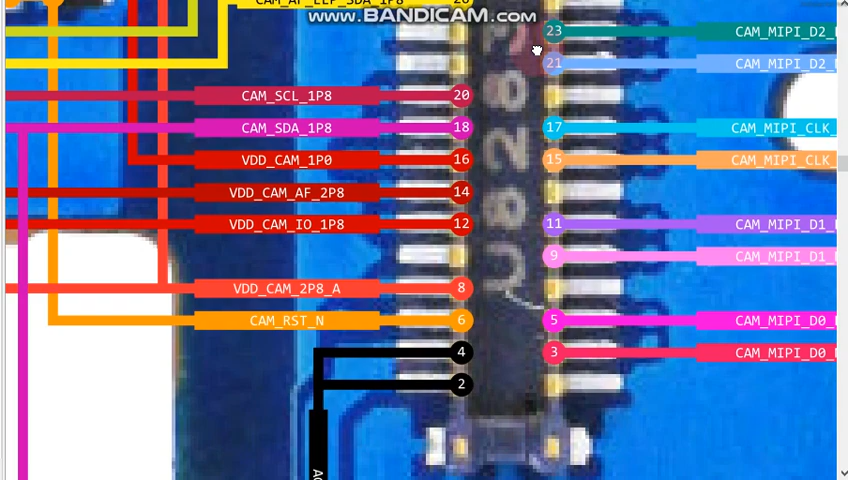 CAM_AF_EEP_SDA_1P8
WWW.BANDICAM.COM
23 CAM_MIPI_D2_
21 CAM_MIPI_D2_
CAM_SCL_1P8 20
CAM_SDA_1P8 18
17 CAM_MIPI_CLK_
VDD_CAM_1P0 16
15 CAM_MIPI_CLK_
VDD_CAM_AF_2P8 14
VDD_CAM_IO_1P8 12
11 CAM_MIPI_D1_
9 CAM_MIPI_D1_
VDD_CAM_2P8_A 8
CAM_RST_N 6
5 CAM_MIPI_D0_
4
3 CAM_MIPI_D0_
2